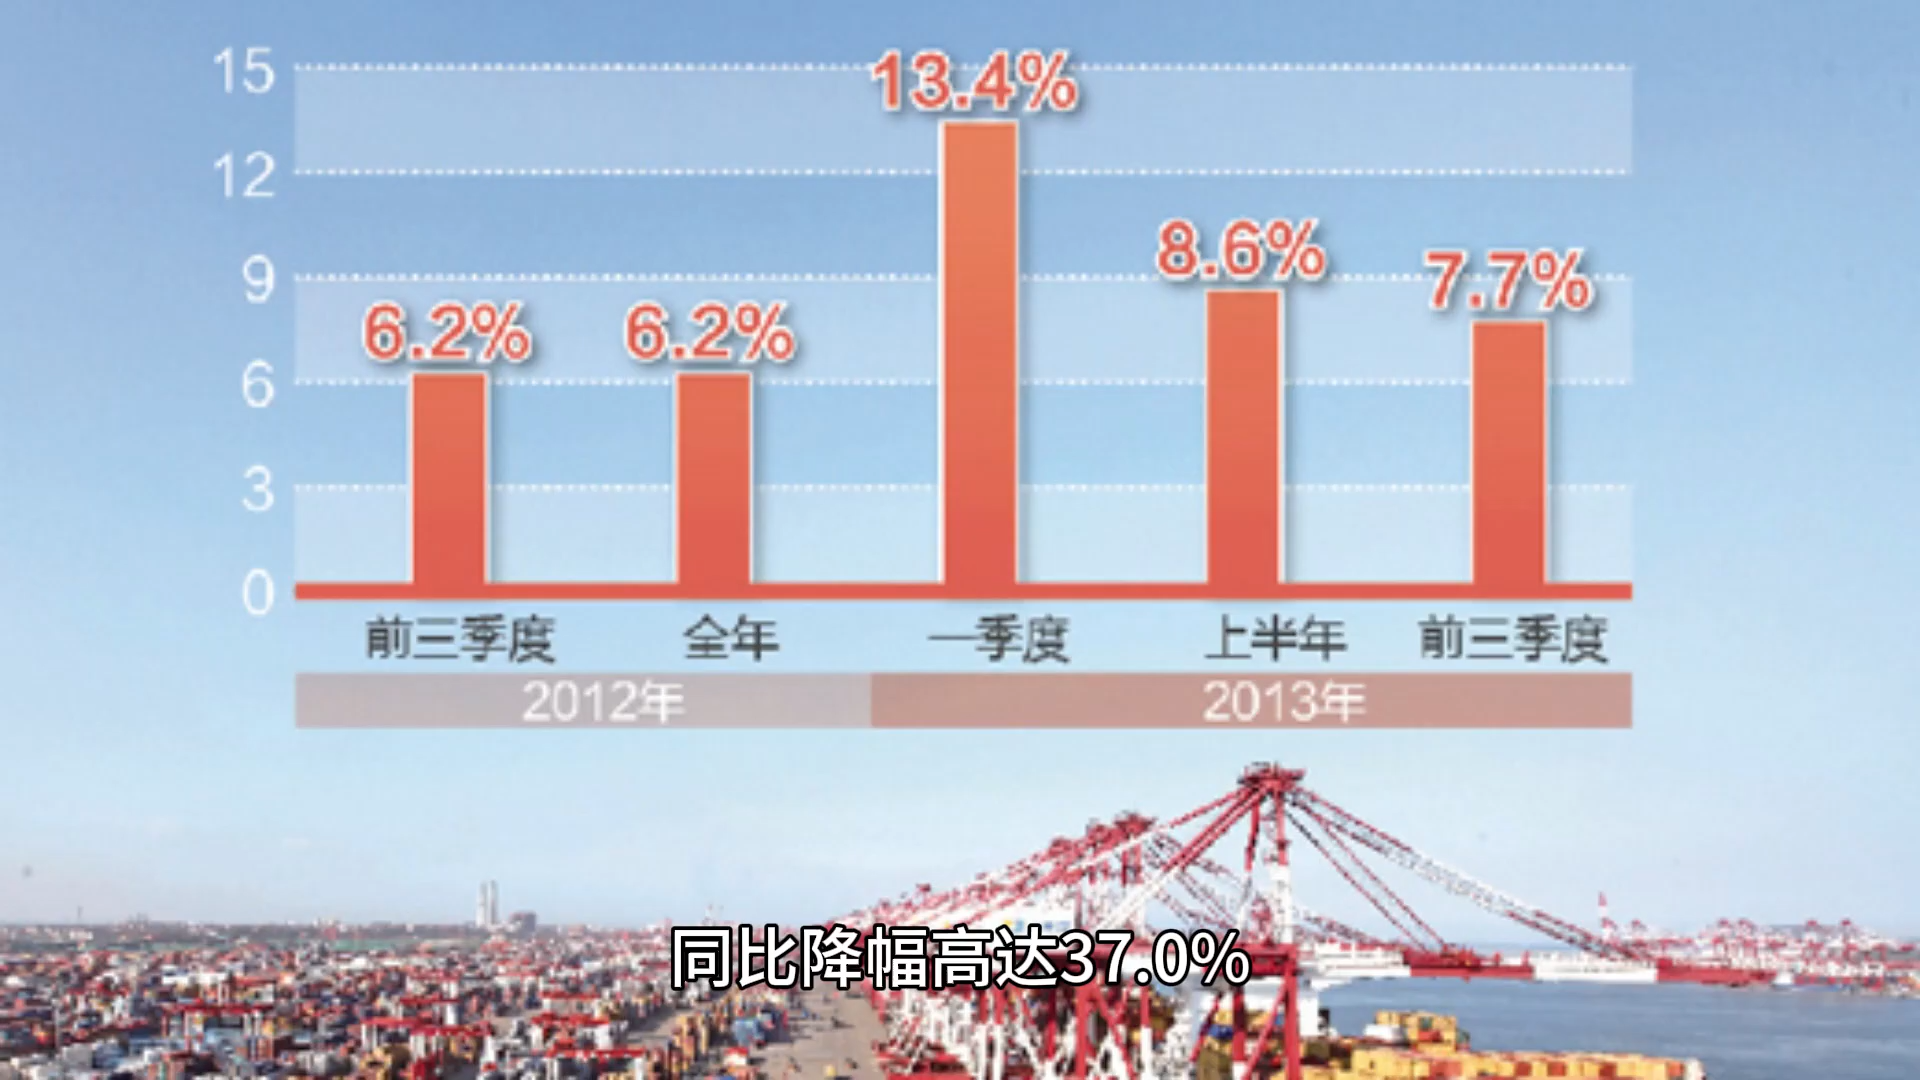 15
12
9
6
3
0
6.2%
6.2%
13.4%
8.6%
7.7%
前三季度
全年
一季度
上半年
前三季度
2012年
2013年
同比降幅高达37.0%